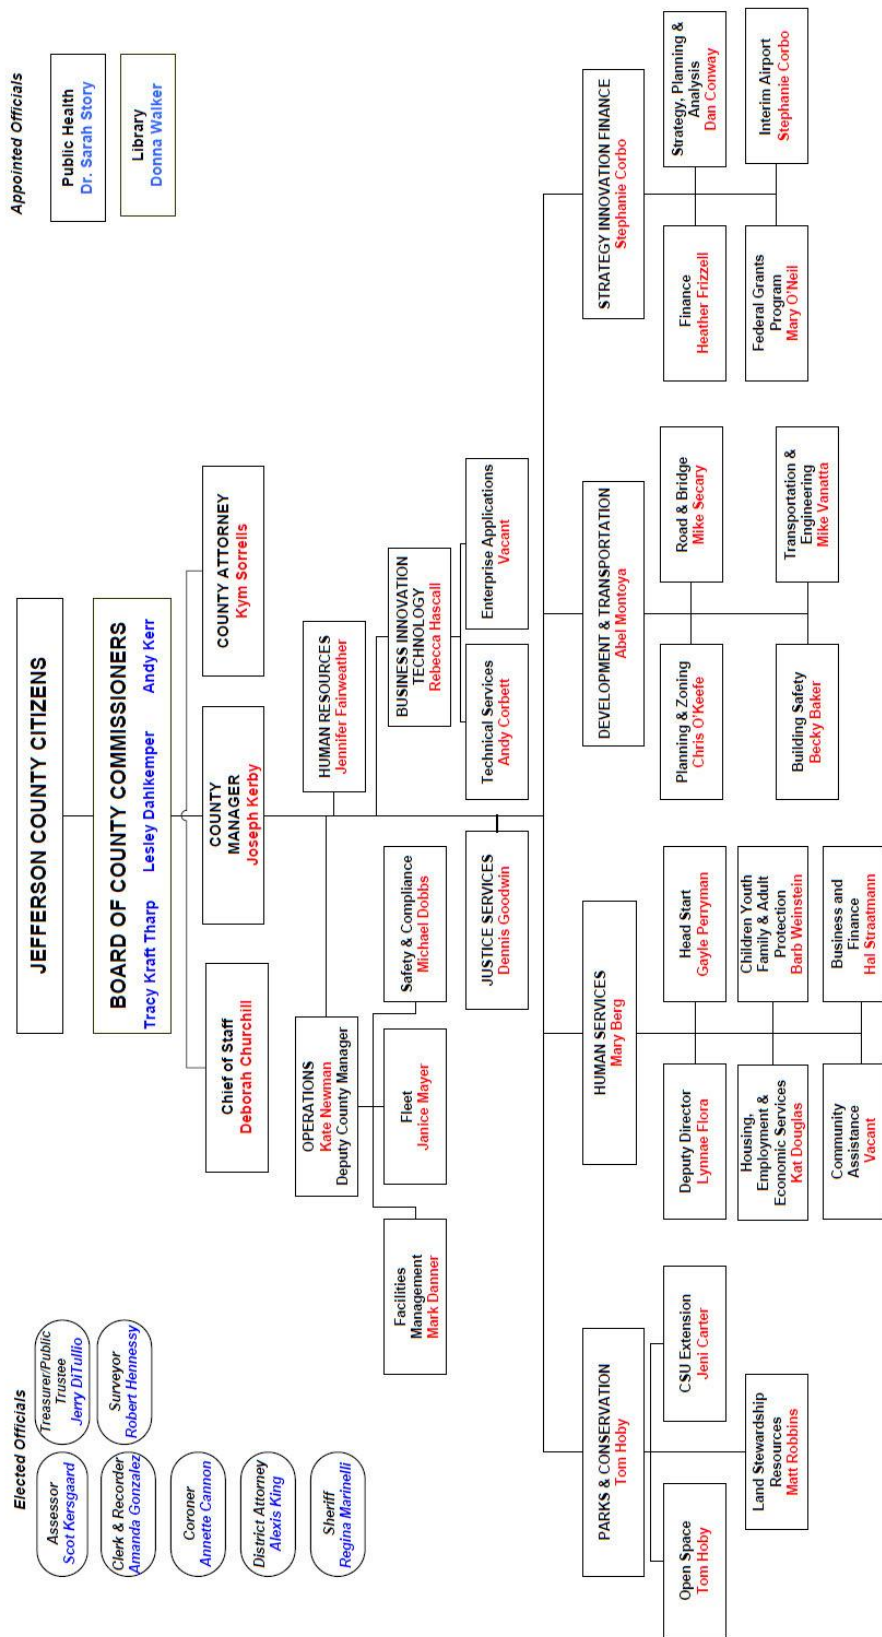 JEFFERSON COUNTY CITIZENS
BOARD OF COUNTY COMMISSIONERS
Tracy Kraft Tharp Lesley Dahlkemper Andy Kerr
Elected Officials
Assessor
Scot Kersgaard
Treasurer/Public
Trustee
Jerry DiTullio
Clerk & Recorder
Amanda Gonzalez
Surveyor
Robert Hennessy
Coroner
Annette Cannon
District Attorney
Alexis King
Sheriff
Regina Marinelli
Appointed Officials
Public Health
Dr. Sarah Story
Library
Donna Walker
Chief of Staff
Deborah Churchill
COUNTY
MANAGER
Joseph Kerby
COUNTY ATTORNEY
Kym Sorrells
OPERATIONS
Kate Newman
Deputy County Manager
HUMAN RESOURCES
Jennifer Fairweather
Facilities
Management
Mark Danner
Fleet
Janice Mayer
Safety & Compliance
Michael Dobbs
BUSINESS INNOVATION
TECHNOLOGY
Rebecca Hascall
JUSTICE SERVICES
Dennis Goodwin
Technical Services
Andy Corbett
Enterprise Applications
Vacant
PARKS & CONSERVATION
Tom Hoby
Open Space
Tom Hoby
CSU Extension
Jeni Carter
Land Stewardship
Resources
Matt Robbins
HUMAN SERVICES
Mary Berg
Deputy Director
Lynnae Flora
Head Start
Gayle Perryman
Housing,
Employment &
Economic Services
Kat Douglas
Children Youth
Family & Adult
Protection
Barb Weinstein
Community
Assistance
Vacant
Business and
Finance
Hal Straatmann
DEVELOPMENT & TRANSPORTATION
Abel Montoya
Planning & Zoning
Chris O'Keefe
Road & Bridge
Mike Secary
Building Safety
Becky Baker
Transportation &
Engineering
Mike Vanatta
STRATEGY INNOVATION FINANCE
Stephanie Corbo
Finance
Heather Frizzell
Strategy, Planning &
Analysis
Dan Conway
Federal Grants
Program
Mary O'Neil
Interim Airport
Stephanie Corbo